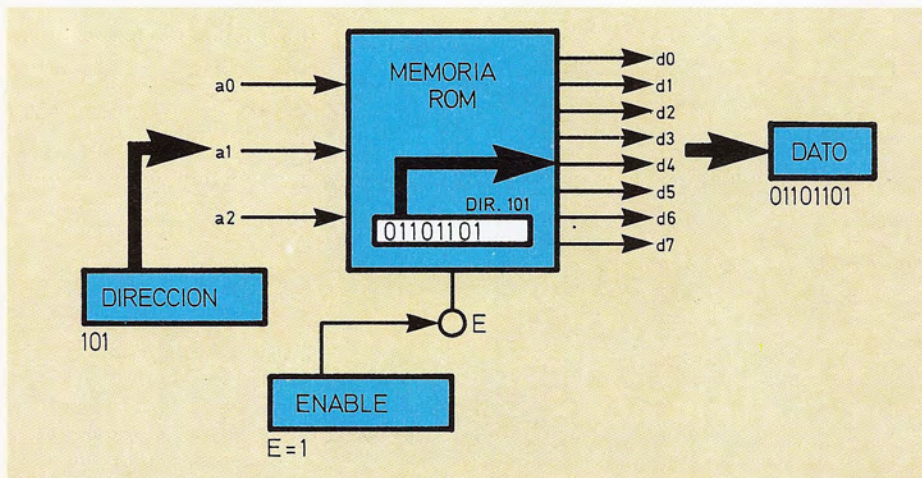 MEMORIA
ROM
a0
a1
a2
d0
d1
d2
d3
d4
d5
d6
d7
DIR. 101
01101101
DATO
01101101
DIRECCION
101
E
ENABLE
E=1